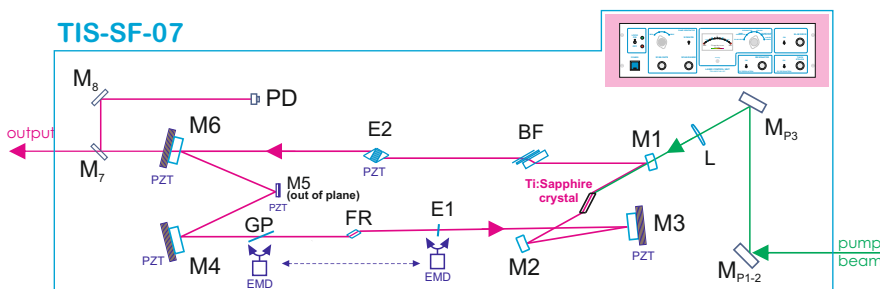 TIS-SF-07
M8
PD
M6
E2
BF
M1
MP3
output
L
M7
PZT
PZT
M5
(out of plane)
Ti:Sapphire
crystal
PZT
GP
FR
E1
M3
M4
M2
PZT
PZT
MP1-2
pump
beam
EMD
EMD